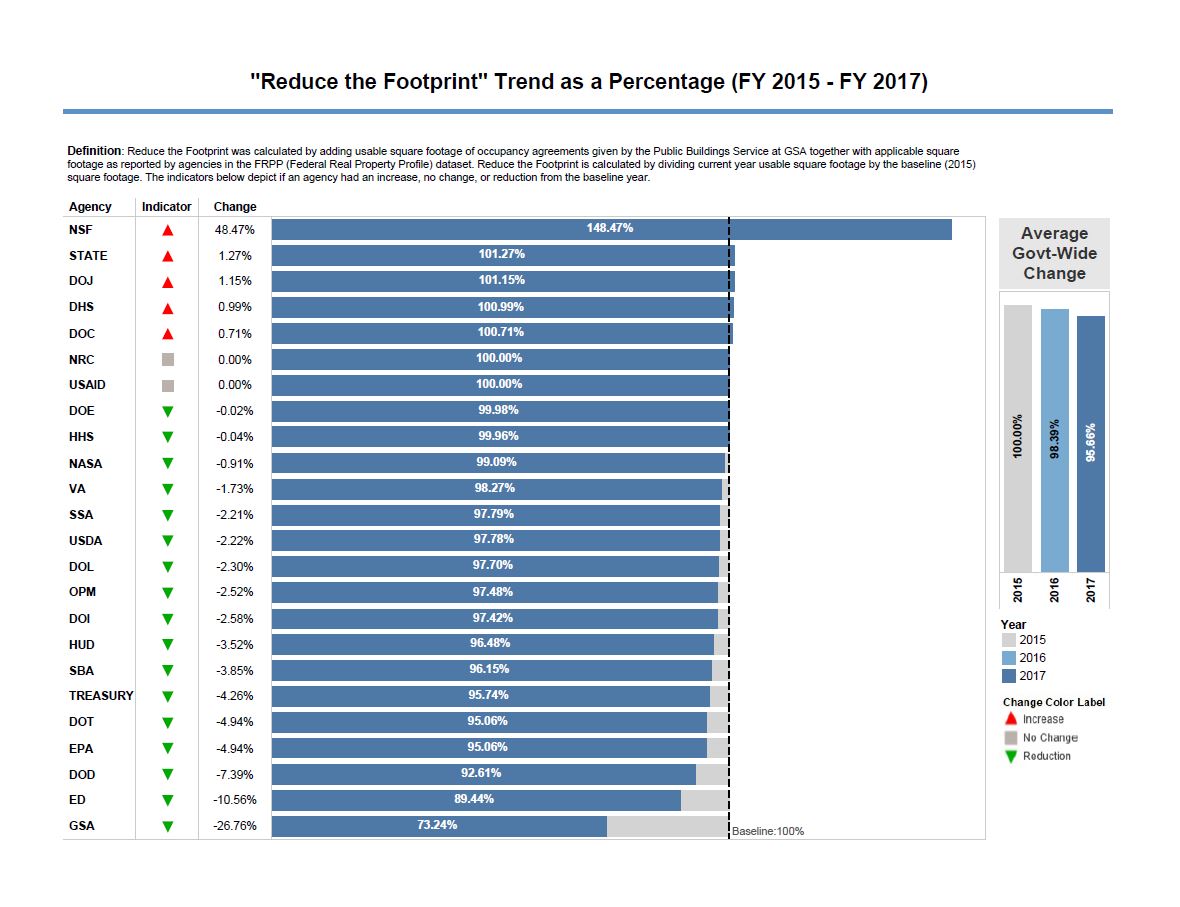 "Reduce the Footprint" Trend as a Percentage (FY 2015 - FY 2017)
Definition: Reduce the Footprint was calculated by adding usable square footage of occupancy agreements given by the Public Buildings Service at GSA together with applicable square
footage as reported by agencies in the FRPP (Federal Real Property Profile) dataset. Reduce the Footprint is calculated by dividing current year usable square footage by the baseline (2015)
square footage. The indicators below depict if an agency had an increase, no change, or reduction from the baseline year.
Agency Indicator Change
NSF 48.47% 148.47%
STATE 1.27% 101.27%
DOJ 1.15% 101.15%
DHS 0.99% 100.99%
DOC 0.71% 100.71%
NRC 0.00% 100.00%
USAID 0.00% 100.00%
DOE -0.02% 99.98%
HHS -0.04% 99.96%
NASA -0.91% 99.09%
VA -1.73% 98.27%
SSA -2.21% 97.79%
USDA -2.22% 97.78%
DOL -2.30% 97.70%
OPM -2.52% 97.48%
DOI -2.58% 97.42%
HUD -3.52% 96.48%
SBA -3.85% 96.15%
TREASURY -4.26% 95.74%
DOT -4.94% 95.06%
EPA -4.94% 95.06%
DOD -7.39% 92.61%
ED -10.56% 89.44%
GSA -26.76% 73.24%
Baseline:100%
Average
Govt-Wide
Change
100.00% 98.39% 95.66%
2015 2016 2017
Year
2015
2016
2017
Change Color Label
Increase
No Change
Reduction